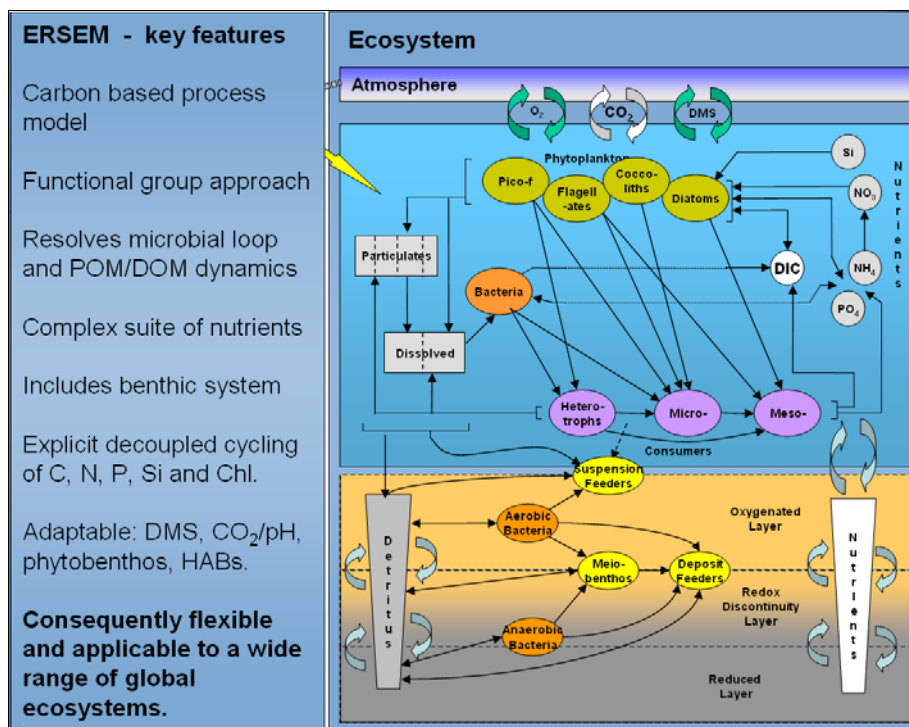 ERSEM - key features
Carbon based process
model
Functional group approach
Resolves microbial loop
and POM/DOM dynamics
Complex suite of nutrients
Includes benthic system
Explicit decoupled cycling
of C, N, P, Si and Chl.
Adaptable: DMS, CO₂/pH,
phytobenthos, HABs.
Consequently flexible
and applicable to a wide
range of global
ecosystems.
Ecosystem
Atmosphere
O₂
CO₂
DMS
Phytoplankton
Pico-f
Flagell
-ates
Cocco-
liths
Diatoms
Si
NO₃
NH₄
PO₄
Nutrients
Particulates
Bacteria
DIC
Dissolved
Hetero-
trophs
Micro-
Meso-
Consumers
Suspension
Feeders
Aerobic
Bacteria
Oxygenated
Layer
Detritus
Meio-
benthos
Deposit
Feeders
Redox
Discontinuity
Layer
Anaerobic
Bacteria
Reduced
Layer
Nutrients